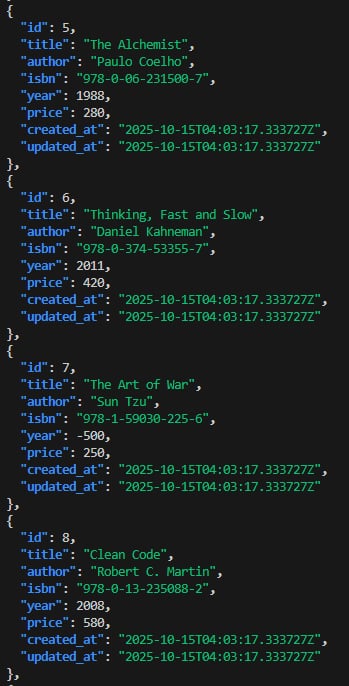 {
  "id": 5,
  "title": "The Alchemist",
  "author": "Paulo Coelho",
  "isbn": "978-0-06-231500-7",
  "year": 1988,
  "price": 280,
  "created_at": "2025-10-15T04:03:17.333727Z",
  "updated_at": "2025-10-15T04:03:17.333727Z"
},
{
  "id": 6,
  "title": "Thinking, Fast and Slow",
  "author": "Daniel Kahneman",
  "isbn": "978-0-374-53355-7",
  "year": 2011,
  "price": 420,
  "created_at": "2025-10-15T04:03:17.333727Z",
  "updated_at": "2025-10-15T04:03:17.333727Z"
},
{
  "id": 7,
  "title": "The Art of War",
  "author": "Sun Tzu",
  "isbn": "978-1-59030-225-6",
  "year": -500,
  "price": 250,
  "created_at": "2025-10-15T04:03:17.333727Z",
  "updated_at": "2025-10-15T04:03:17.333727Z"
},
{
  "id": 8,
  "title": "Clean Code",
  "author": "Robert C. Martin",
  "isbn": "978-0-13-235088-2",
  "year": 2008,
  "price": 580,
  "created_at": "2025-10-15T04:03:17.333727Z",
  "updated_at": "2025-10-15T04:03:17.333727Z"
},